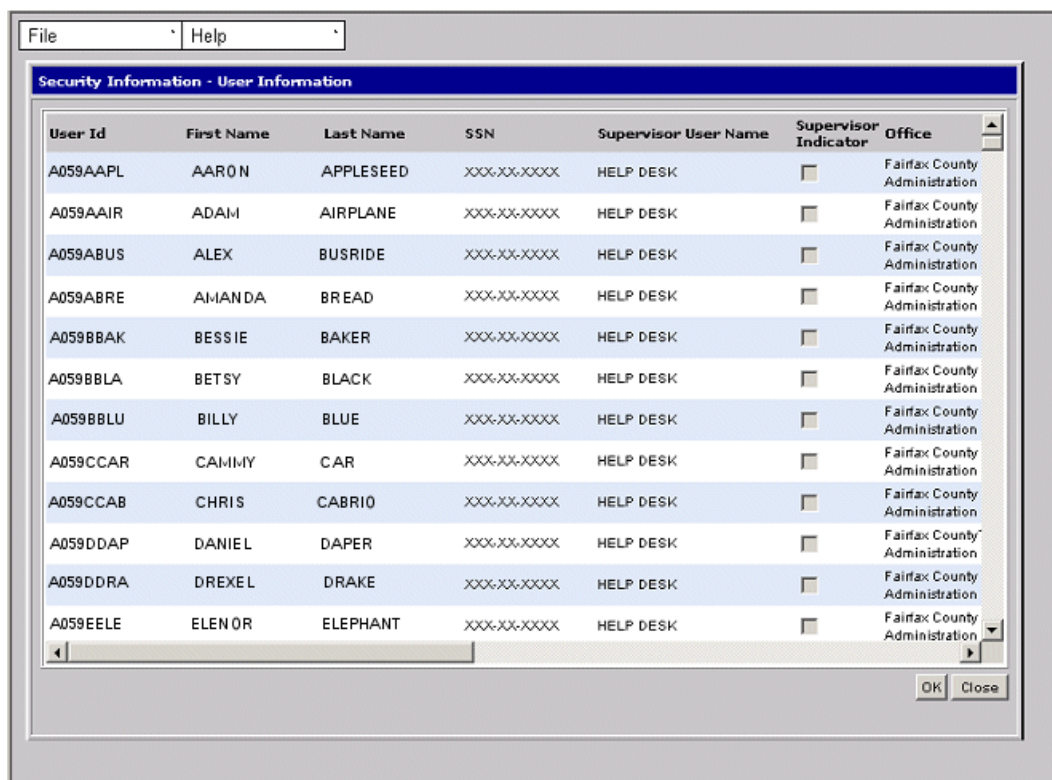 File Help
Security Information - User Information
User Id First Name Last Name SSN Supervisor User Name Supervisor Indicator Office
A059AAPL AARON APPLESEED XXX-XX-XXXX HELP DESK Fairfax County Administration
A059AAIR ADAM AIRPLANE XXX-XX-XXXX HELP DESK Fairfax County Administration
A059ABUS ALEX BUSRIDE XXX-XX-XXXX HELP DESK Fairfax County Administration
A059ABRE AMANDA BREAD XXX-XX-XXXX HELP DESK Fairfax County Administration
A059BBAK BESSIE BAKER XXX-XX-XXXX HELP DESK Fairfax County Administration
A059BBLA BETSY BLACK XXX-XX-XXXX HELP DESK Fairfax County Administration
A059BBLU BILLY BLUE XXX-XX-XXXX HELP DESK Fairfax County Administration
A059CCAR CAMMY CAR XXX-XX-XXXX HELP DESK Fairfax County Administration
A059CCAB CHRIS CABRIO XXX-XX-XXXX HELP DESK Fairfax County Administration
A059DDAP DANIEL DAPER XXX-XX-XXXX HELP DESK Fairfax County Administration
A059DDRA DREXEL DRAKE XXX-XX-XXXX HELP DESK Fairfax County Administration
A059EELE ELENOR ELEPHANT XXX-XX-XXXX HELP DESK Fairfax County Administration
OK Close